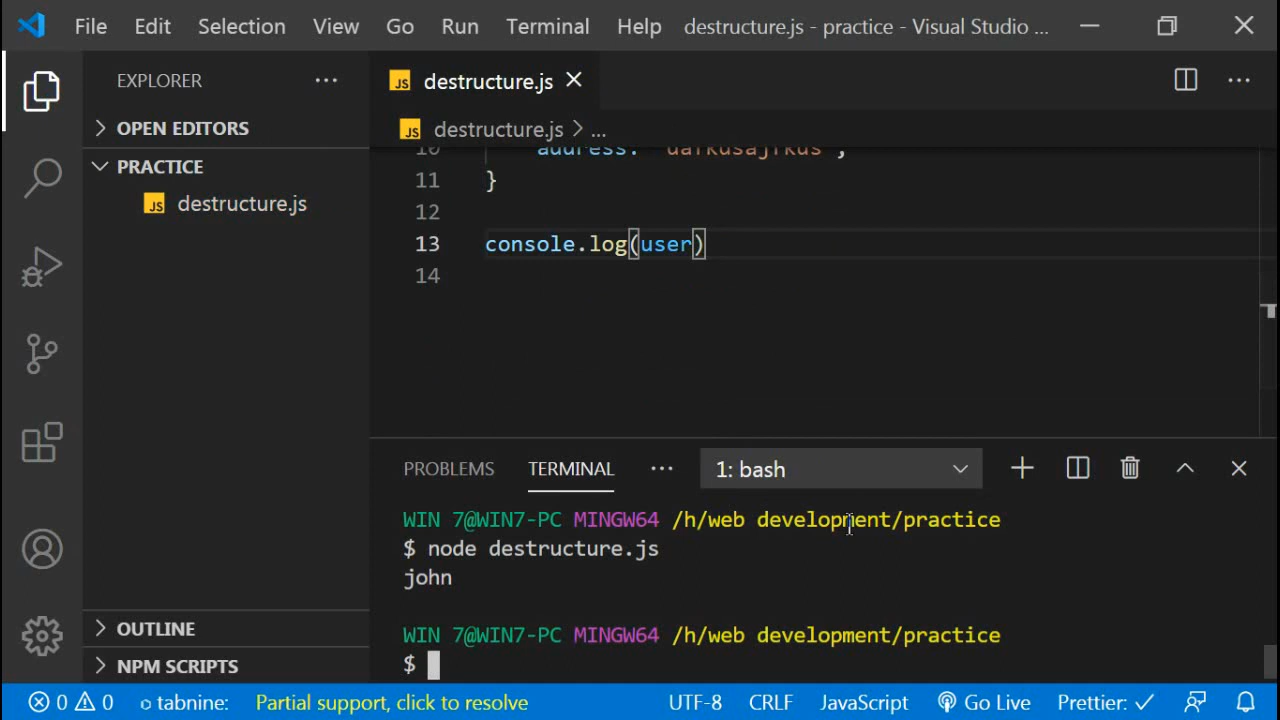 File Edit Selection View Go Run Terminal Help destructure.js - practice - Visual Studio ...
EXPLORER ...
destructure.js
destructure.js > ...
OPEN EDITORS
PRACTICE
destructure.js
10 address:
11 }
12
13 console.log(user)
14
PROBLEMS TERMINAL ... 1: bash
WIN 7@WIN7-PC MINGW64 /h/web development/practice
$ node destructure.js
john
WIN 7@WIN7-PC MINGW64 /h/web development/practice
$
OUTLINE
NPM SCRIPTS
0 0 tabnine: Partial support, click to resolve UTF-8 CRLF JavaScript Go Live Prettier: ✓